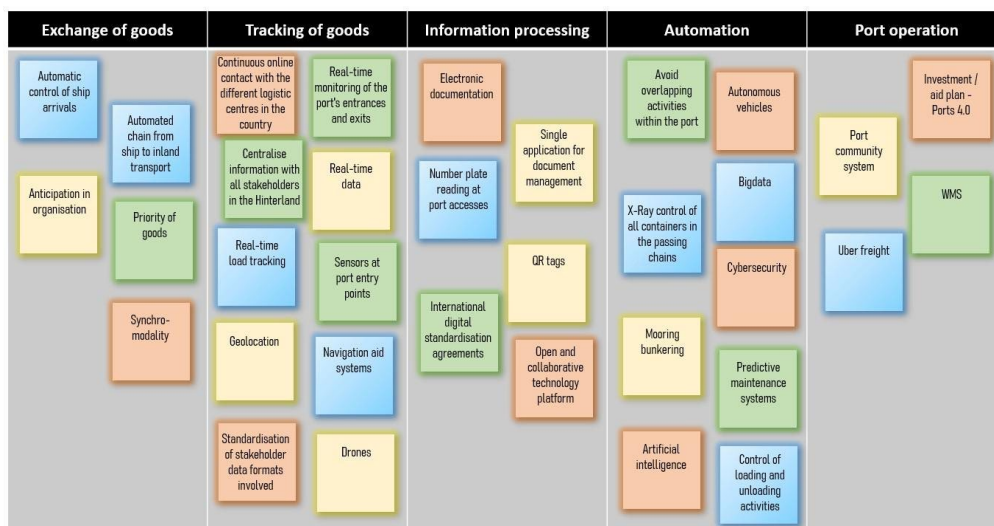 Exchange of goods
Automatic
control of ship
arrivals
Automated
chain from
ship to inland
transport
Anticipation in
organisation
Priority of
goods
Synchro-
modality
Tracking of goods
Continuous online
contact with the
different logistic
centres in the
country
Real-time
monitoring of the
port's entrances
and exits
Centralise
information with
all stakeholders
in the Hinterland
Real-time
data
Real-time
load tracking
Sensors at
port entry
points
Geolocation
Navigation aid
systems
Standardisation
of stakeholder
data formats
involved
Drones
Information processing
Electronic
documentation
Single
application for
document
management
Number plate
reading at
port accesses
QR tags
International
digital
standardisation
agreements
Open and
collaborative
technology
platform
Automation
Avoid
overlapping
activities
within the port
Autonomous
vehicles
Bigdata
X-Ray control of
all containers in
the passing
chains
Cybersecurity
Mooring
bunkering
Predictive
maintenance
systems
Artificial
intelligence
Control of
loading and
unloading
activities
Port operation
Investment /
aid plan -
Ports 4.0
Port
community
system
WMS
Uber freight